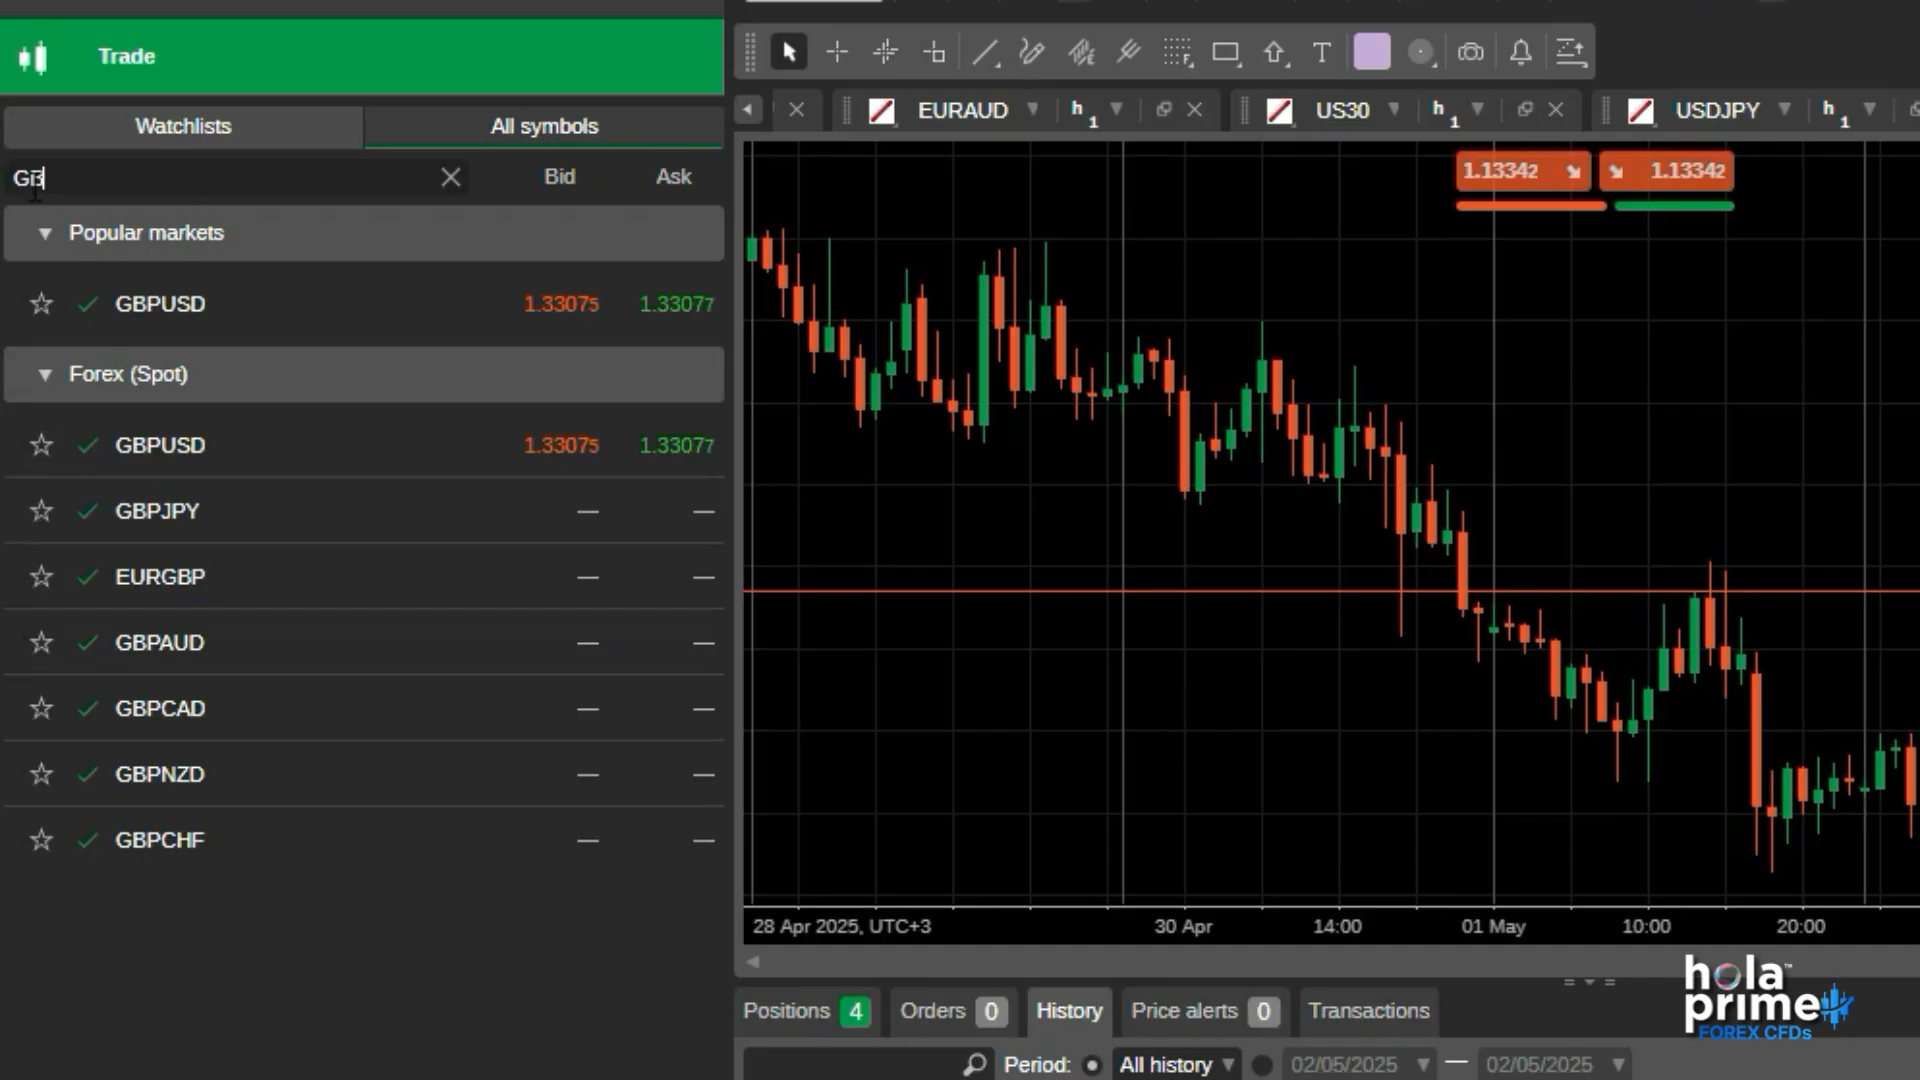 Trade
Watchlists All symbols
GB Bid Ask
Popular markets
GBPUSD 1.33075 1.33077
Forex (Spot)
GBPUSD 1.33075 1.33077
GBPJPY — —
EURGBP — —
GBPAUD — —
GBPCAD — —
GBPNZD — —
GBPCHF — —
T
EURAUD h1 US30 h1 USDJPY h1
1.13342 1.13342
28 Apr 2025, UTC+3 30 Apr 14:00 01 May 10:00 20:00
Positions 4 Orders 0 History Price alerts 0 Transactions
Period: All history 02/05/2025 — 02/05/2025
hola™
prime
FOREX CFDs